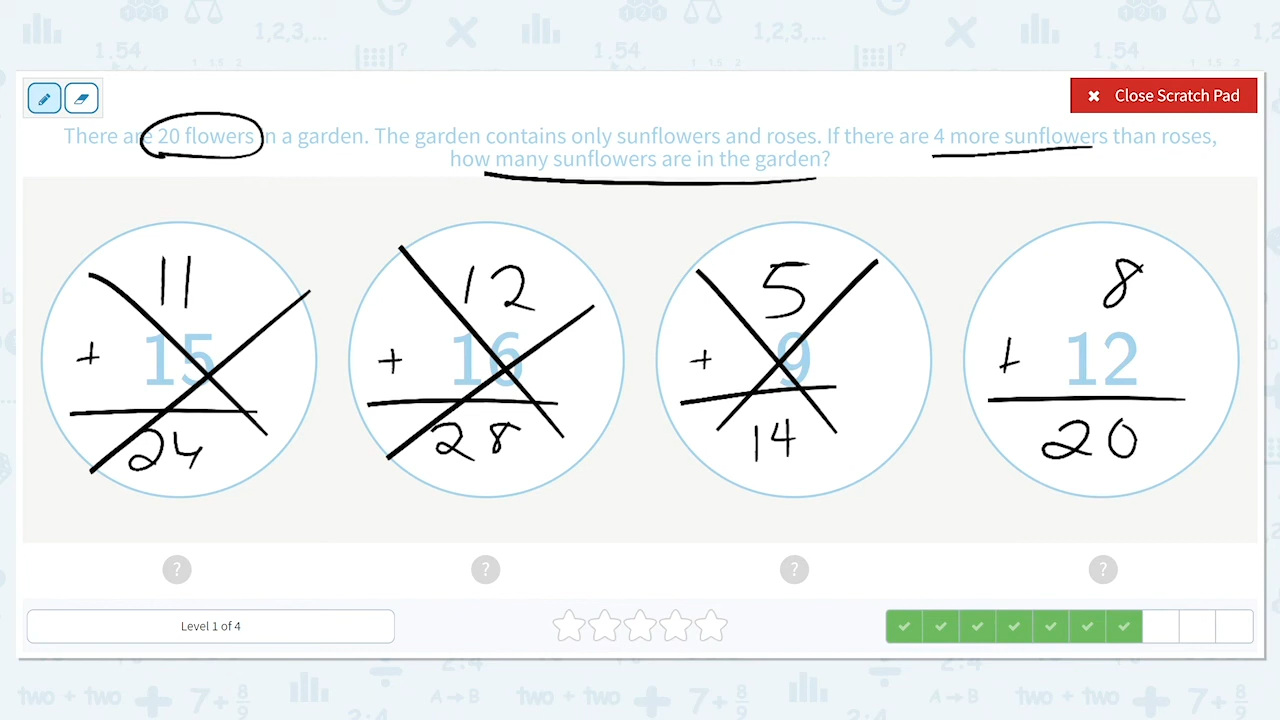 Close Scratch Pad
There are 20 flowers in a garden. The garden contains only sunflowers and roses. If there are 4 more sunflowers than roses,
how many sunflowers are in the garden?
11
+ 15
24
12
+ 16
28
5
+ 9
14
8
+ 12
20
? ? ? ?
Level 1 of 4